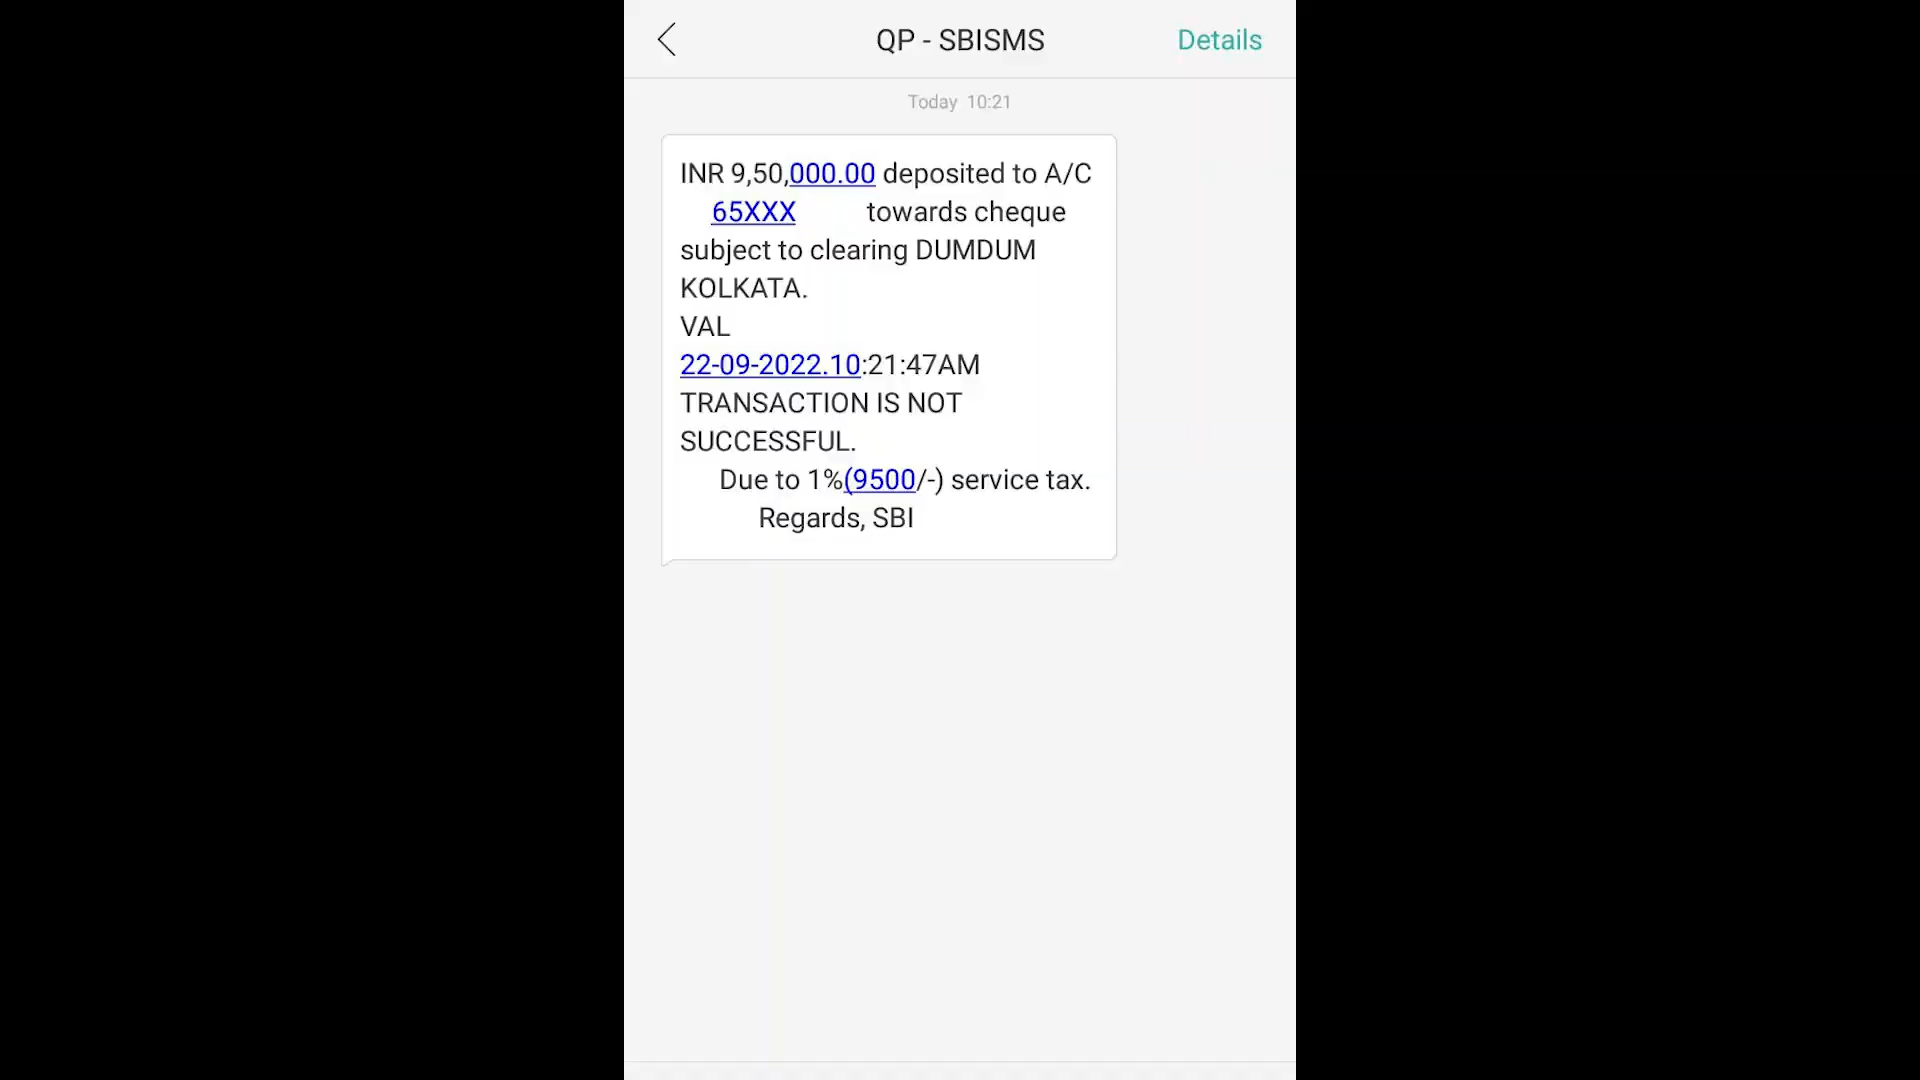 QP - SBISMS
Details
Today 10:21
INR 9,50,000.00 deposited to A/C
65XXX towards cheque
subject to clearing DUMDUM
KOLKATA.
VAL
22-09-2022.10:21:47AM
TRANSACTION IS NOT
SUCCESSFUL.
Due to 1%(9500/-) service tax.
Regards, SBI